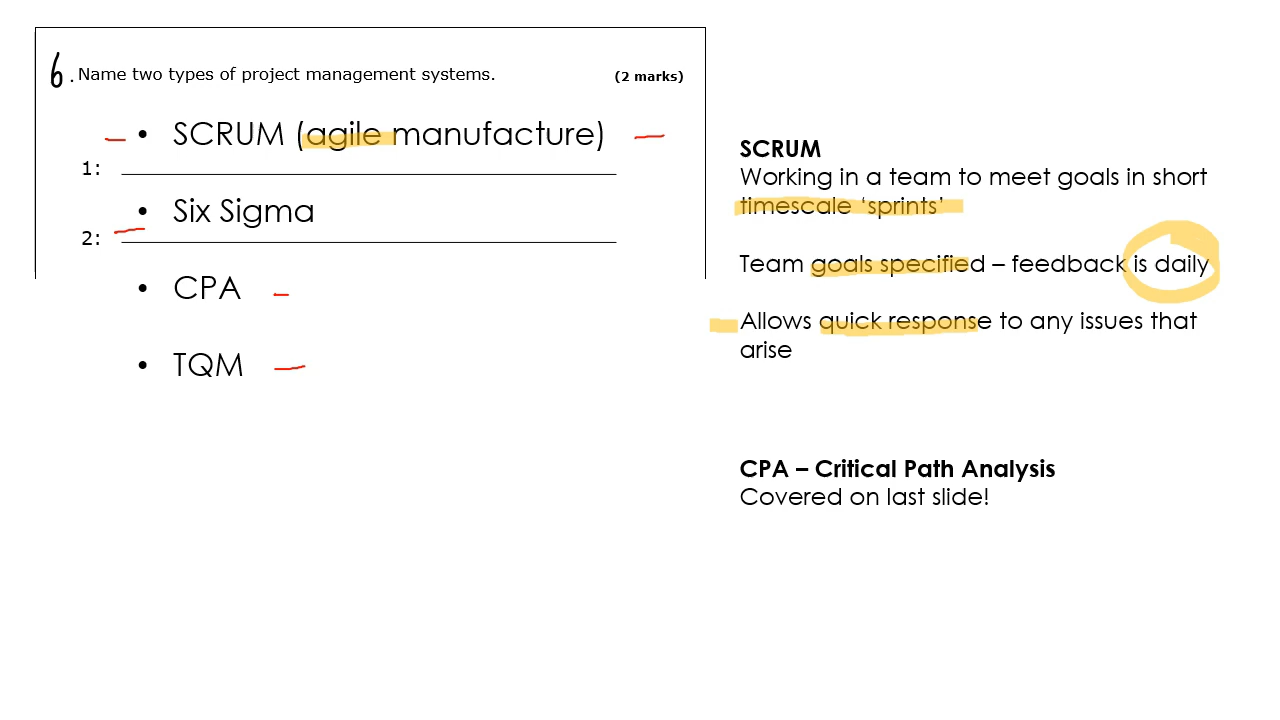 6. Name two types of project management systems. (2 marks)
• SCRUM (agile manufacture)
1:
• Six Sigma
2:
• CPA
• TQM
SCRUM
Working in a team to meet goals in short
timescale ‘sprints’
Team goals specified – feedback is daily
Allows quick response to any issues that
arise
CPA – Critical Path Analysis
Covered on last slide!